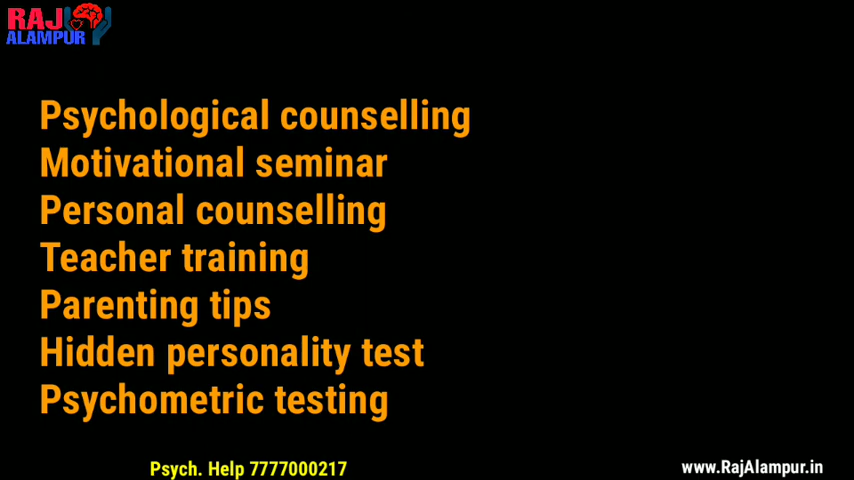 RAJ
ALAMPUR
Psychological counselling
Motivational seminar
Personal counselling
Teacher training
Parenting tips
Hidden personality test
Psychometric testing
Psych. Help 7777000217
www.RajAlampur.in